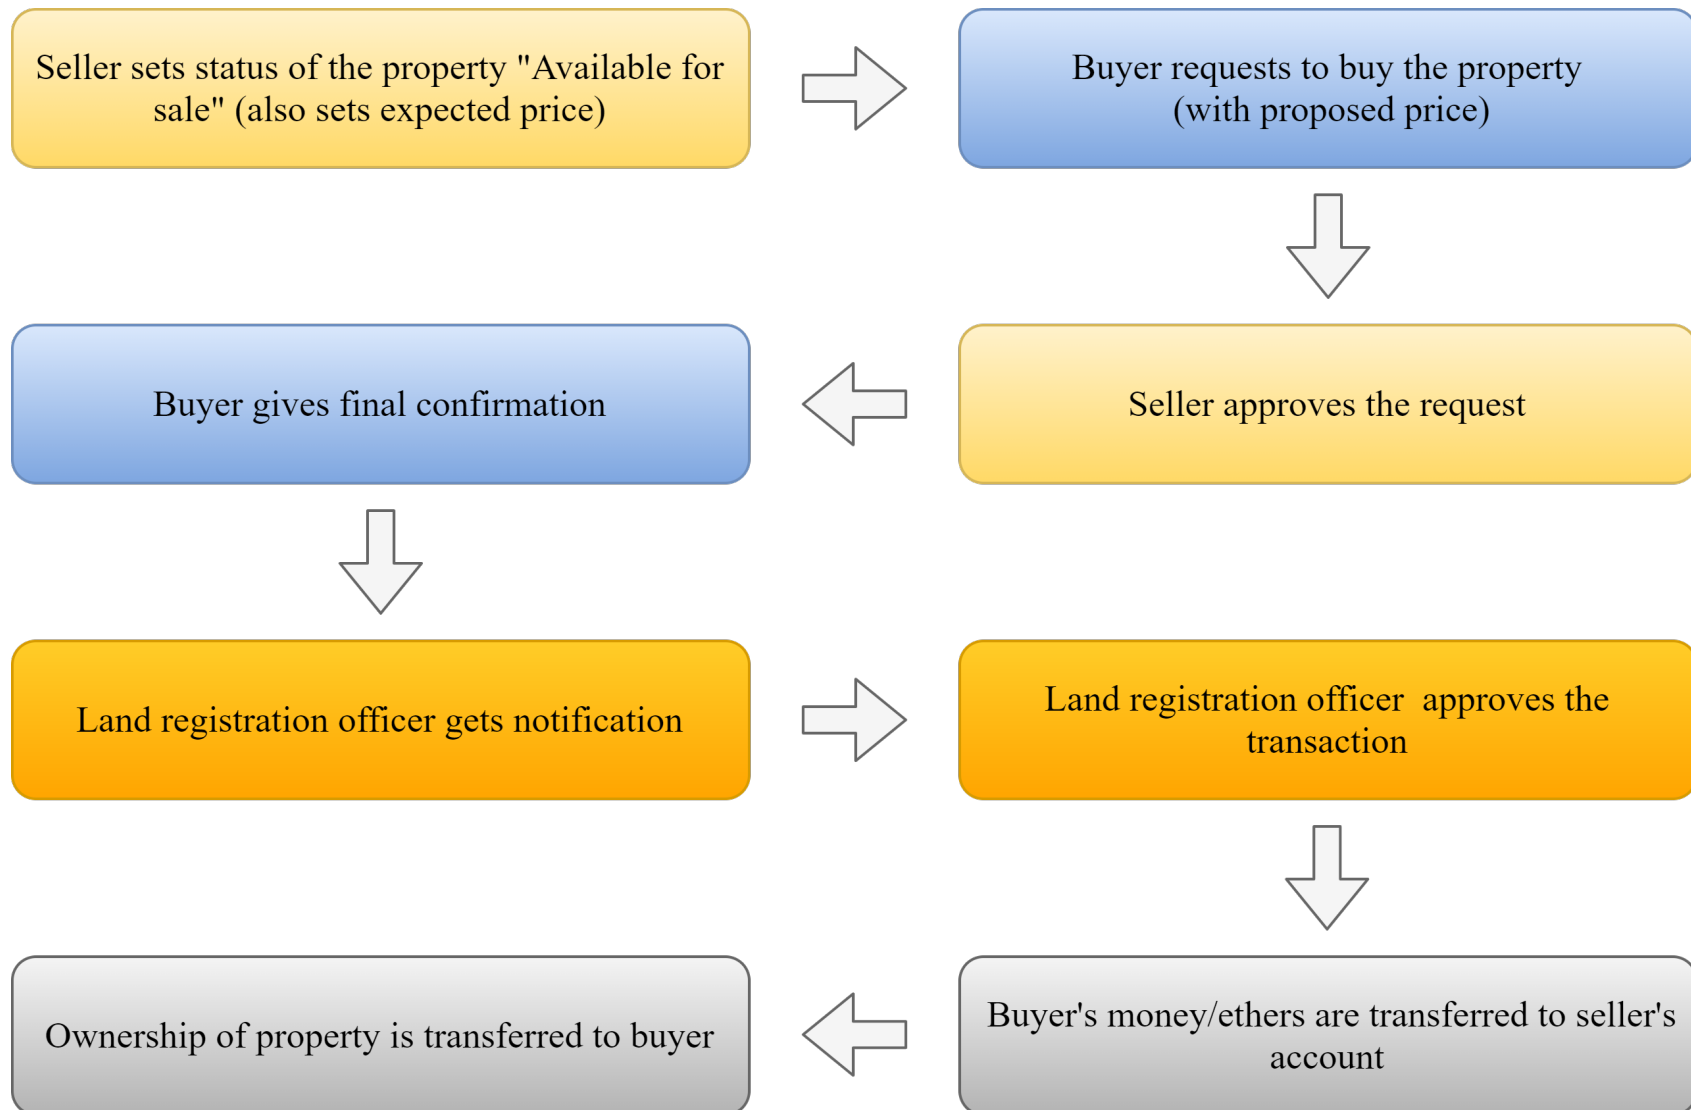 Seller sets status of the property "Available for
sale" (also sets expected price)
Buyer requests to buy the property
(with proposed price)
Seller approves the request
Buyer gives final confirmation
Land registration officer gets notification
Land registration officer  approves the
transaction
Buyer's money/ethers are transferred to seller's
account
Ownership of property is transferred to buyer